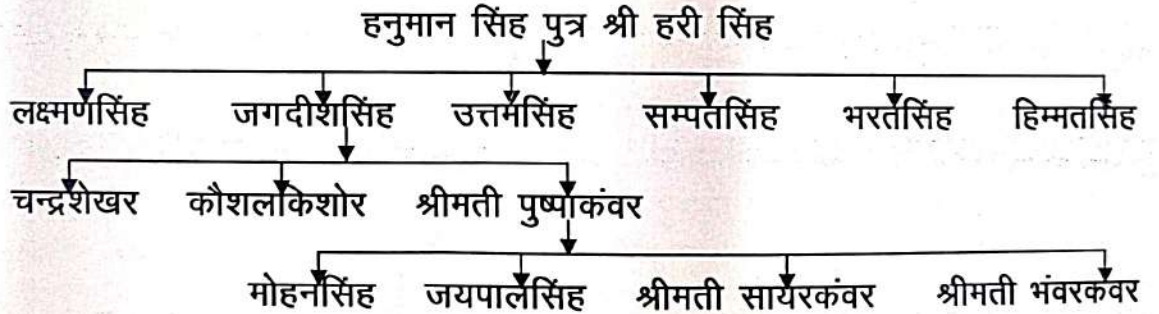 हनुमान सिंह पुत्र श्री हरी सिंह
लक्ष्मणसिंह जगदीशसिंह उत्तमसिंह सम्पतसिंह भरतसिंह हिम्मतसिंह
चन्द्रशेखर कौशलकिशोर श्रीमती पुष्पाकंवर
मोहनसिंह जयपालसिंह श्रीमती सायरकंवर श्रीमती भंवरकंवर